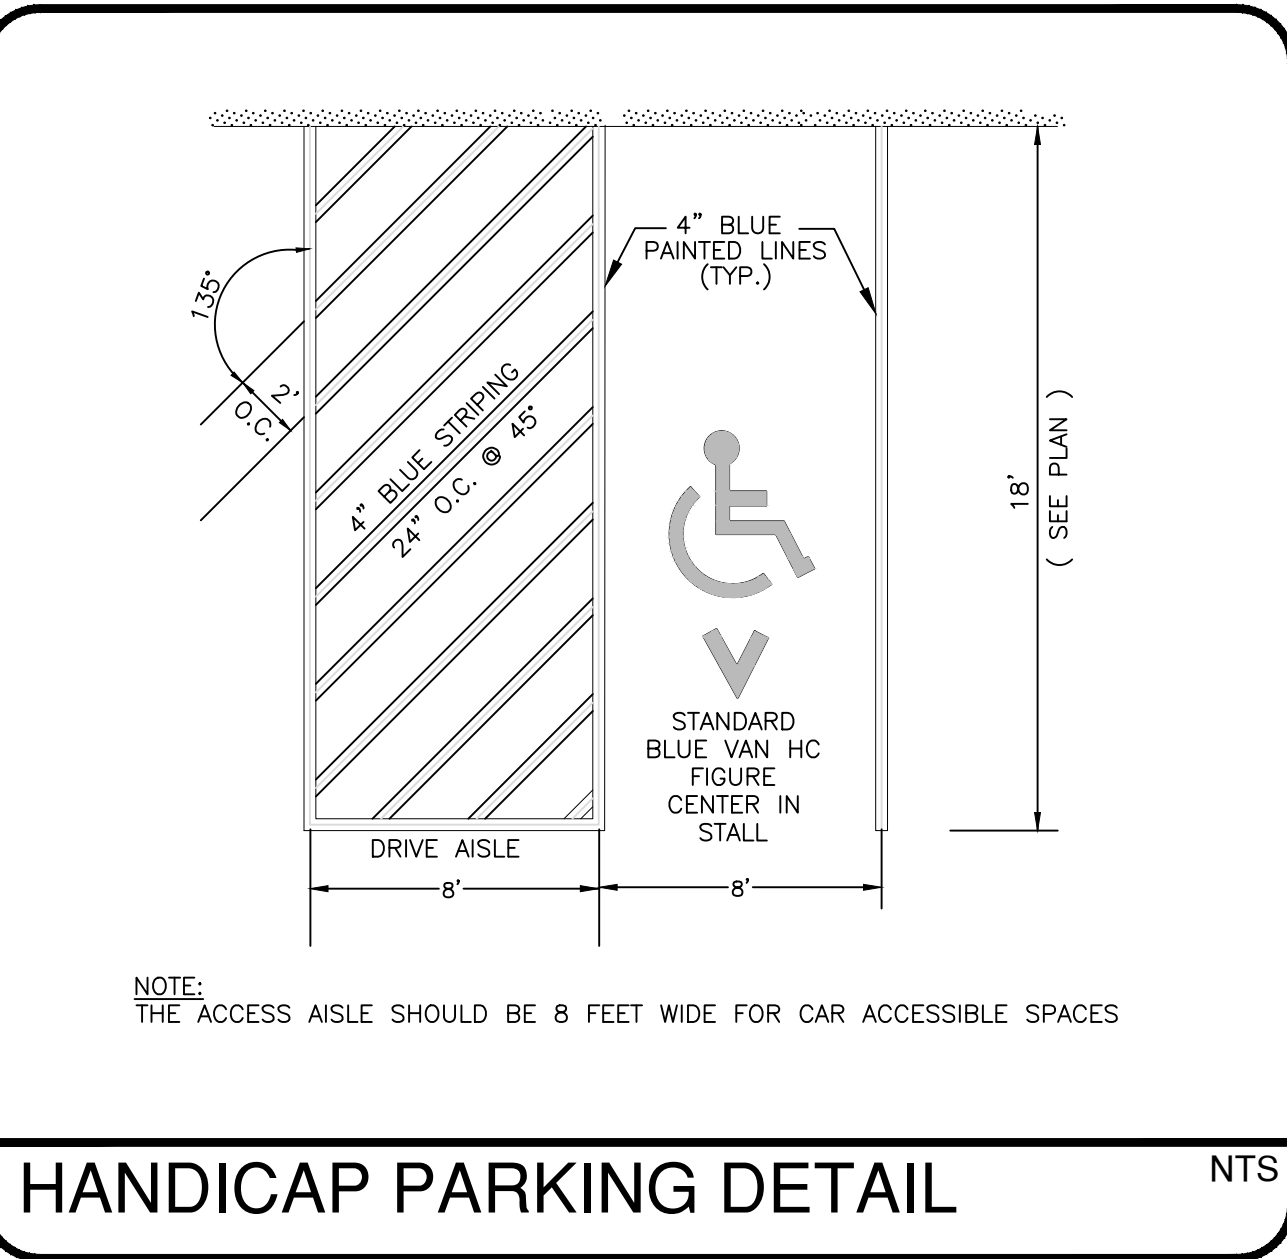 4” BLUE
PAINTED LINES
(TYP.)
135°
2'
O.C.
4” BLUE STRIPING
24” O.C. @ 45°
18'
( SEE PLAN )
V
STANDARD
BLUE VAN HC
FIGURE
CENTER IN
STALL
DRIVE AISLE
8'
8'
NOTE:
THE ACCESS AISLE SHOULD BE 8 FEET WIDE FOR CAR ACCESSIBLE SPACES
HANDICAP PARKING DETAIL
NTS